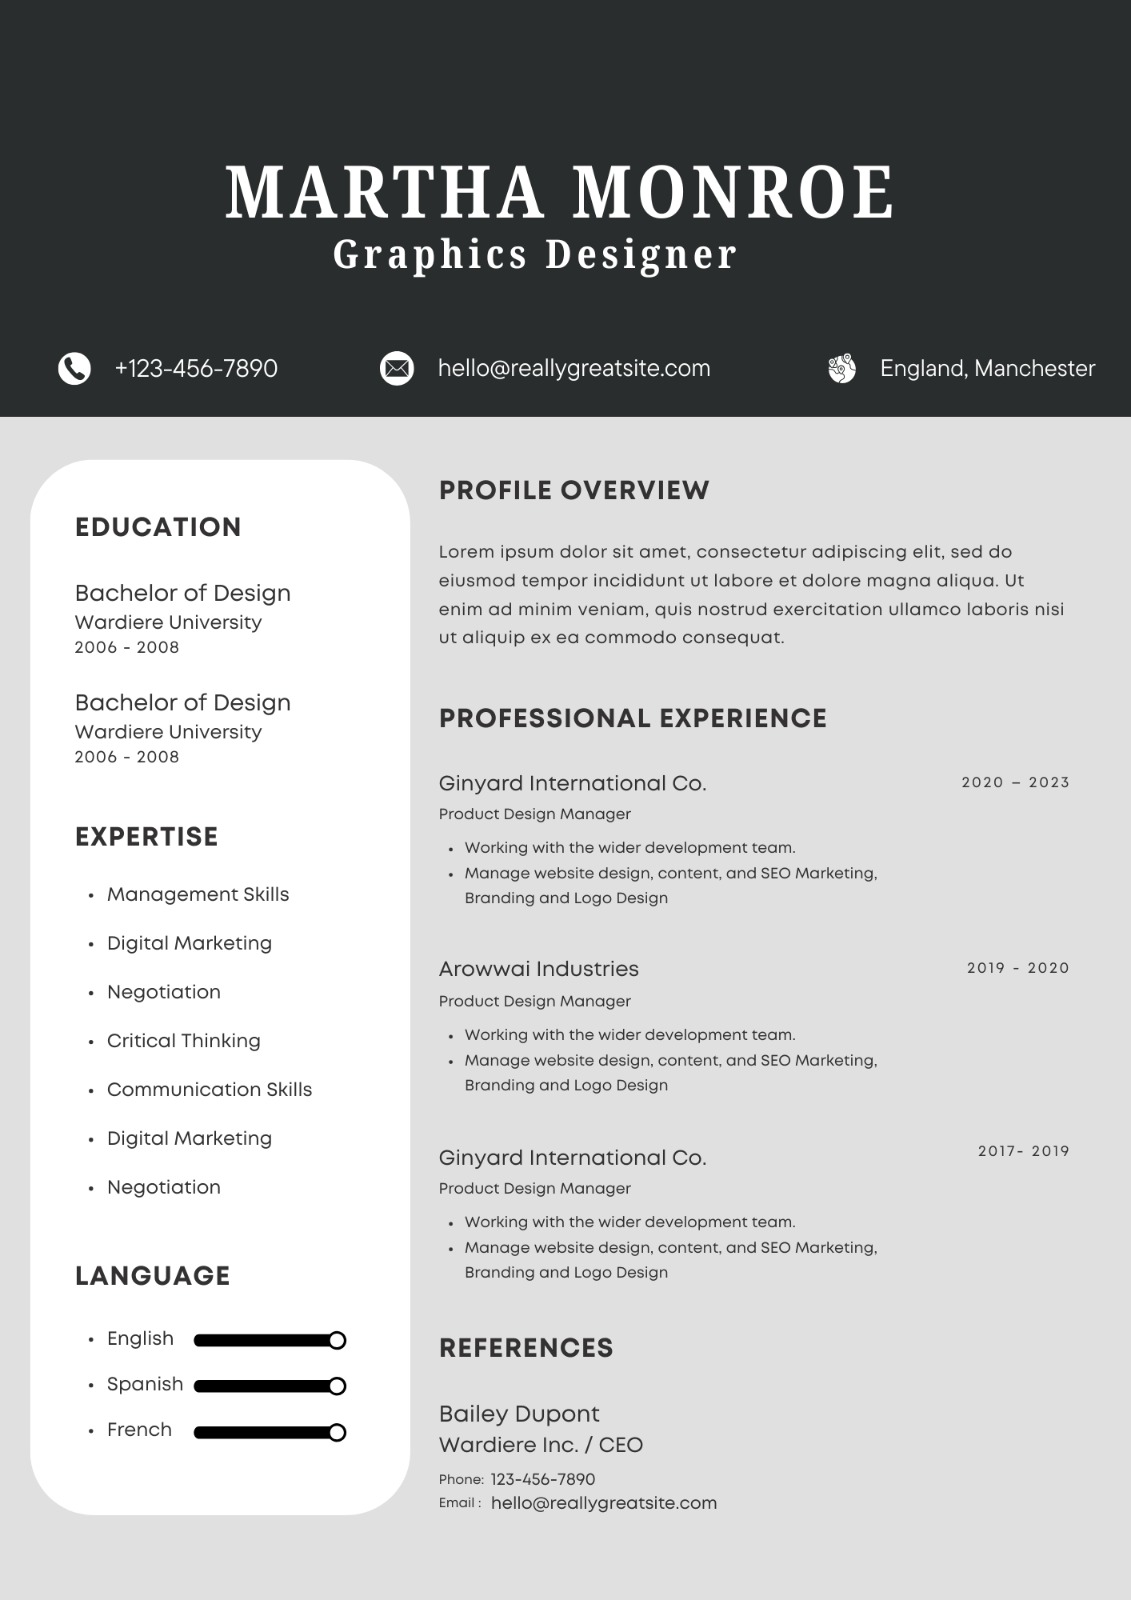 MARTHA MONROE
Graphics Designer
+123-456-7890
hello@reallygreatsite.com
England, Manchester
EDUCATION
Bachelor of Design
Wardiere University
2006 - 2008
Bachelor of Design
Wardiere University
2006 - 2008
EXPERTISE
• Management Skills
• Digital Marketing
• Negotiation
• Critical Thinking
• Communication Skills
• Digital Marketing
• Negotiation
LANGUAGE
• English
• Spanish
• French
PROFILE OVERVIEW
Lorem ipsum dolor sit amet, consectetur adipiscing elit, sed do
eiusmod tempor incididunt ut labore et dolore magna aliqua. Ut
enim ad minim veniam, quis nostrud exercitation ullamco laboris nisi
ut aliquip ex ea commodo consequat.
PROFESSIONAL EXPERIENCE
Ginyard International Co.
2020 – 2023
Product Design Manager
• Working with the wider development team.
• Manage website design, content, and SEO Marketing,
Branding and Logo Design
Arowwai Industries
2019 - 2020
Product Design Manager
• Working with the wider development team.
• Manage website design, content, and SEO Marketing,
Branding and Logo Design
Ginyard International Co.
2017- 2019
Product Design Manager
• Working with the wider development team.
• Manage website design, content, and SEO Marketing,
Branding and Logo Design
REFERENCES
Bailey Dupont
Wardiere Inc. / CEO
Phone: 123-456-7890
Email : hello@reallygreatsite.com